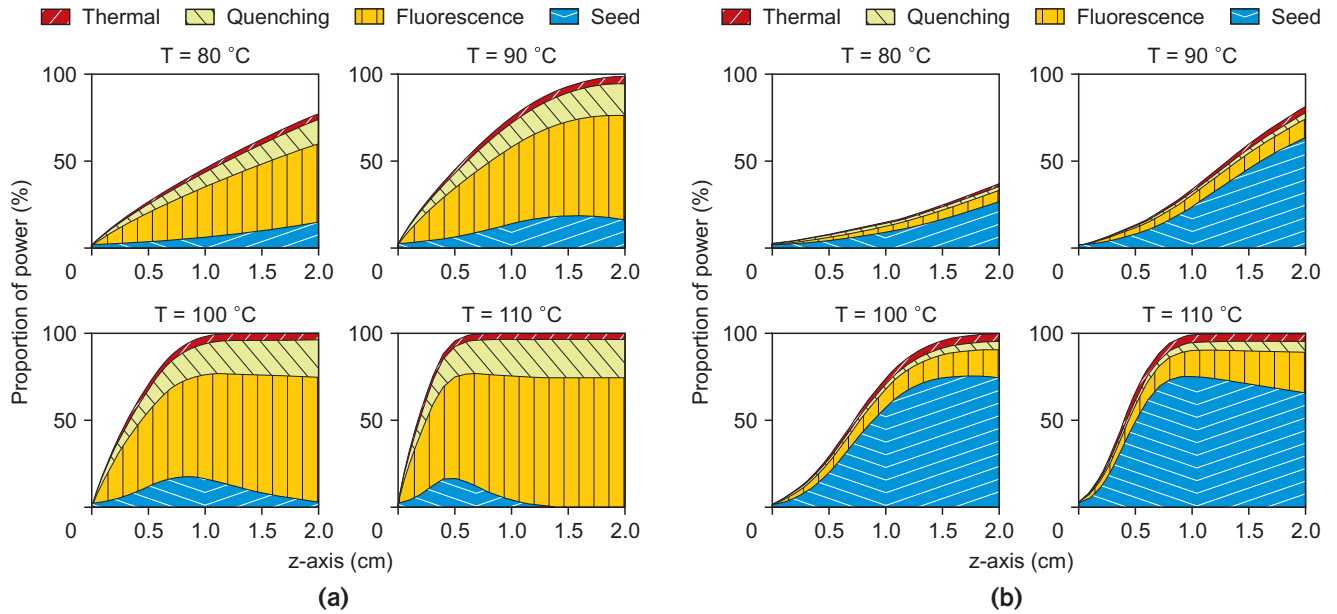 Thermal Quenching Fluorescence Seed
T = 80 °C T = 90 °C
100 100
50 50
0 0.5 1.0 1.5 2.0 0 0.5 1.0 1.5 2.0
T = 100 °C T = 110 °C
100 100
50 50
0 0.5 1.0 1.5 2.0 0 0.5 1.0 1.5 2.0
Proportion of power (%)
z-axis (cm)
(a)
Thermal Quenching Fluorescence Seed
T = 80 °C T = 90 °C
100 100
50 50
0 0.5 1.0 1.5 2.0 0 0.5 1.0 1.5 2.0
T = 100 °C T = 110 °C
100 100
50 50
0 0.5 1.0 1.5 2.0 0 0.5 1.0 1.5 2.0
Proportion of power (%)
z-axis (cm)
(b)